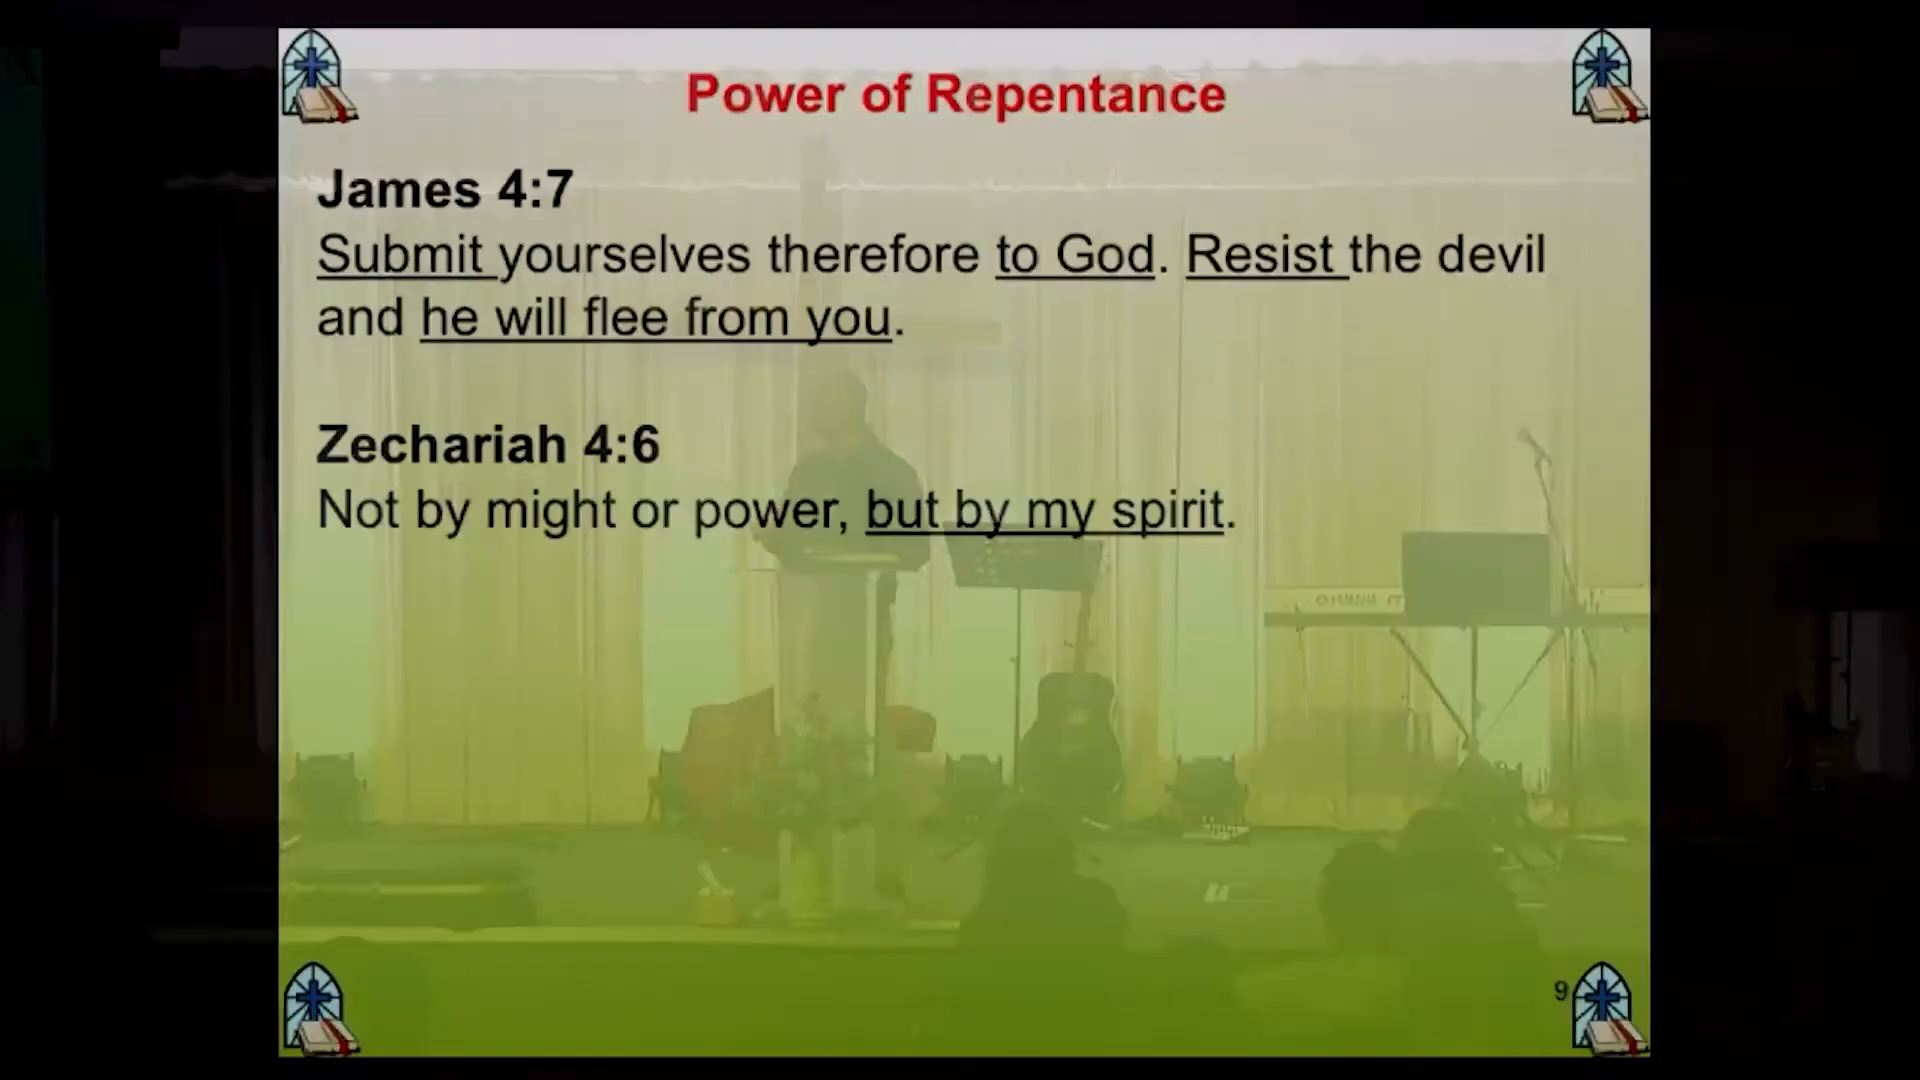 Power of Repentance
James 4:7
Submit yourselves therefore to God. Resist the devil
and he will flee from you.
Zechariah 4:6
Not by might or power, but by my spirit.
9